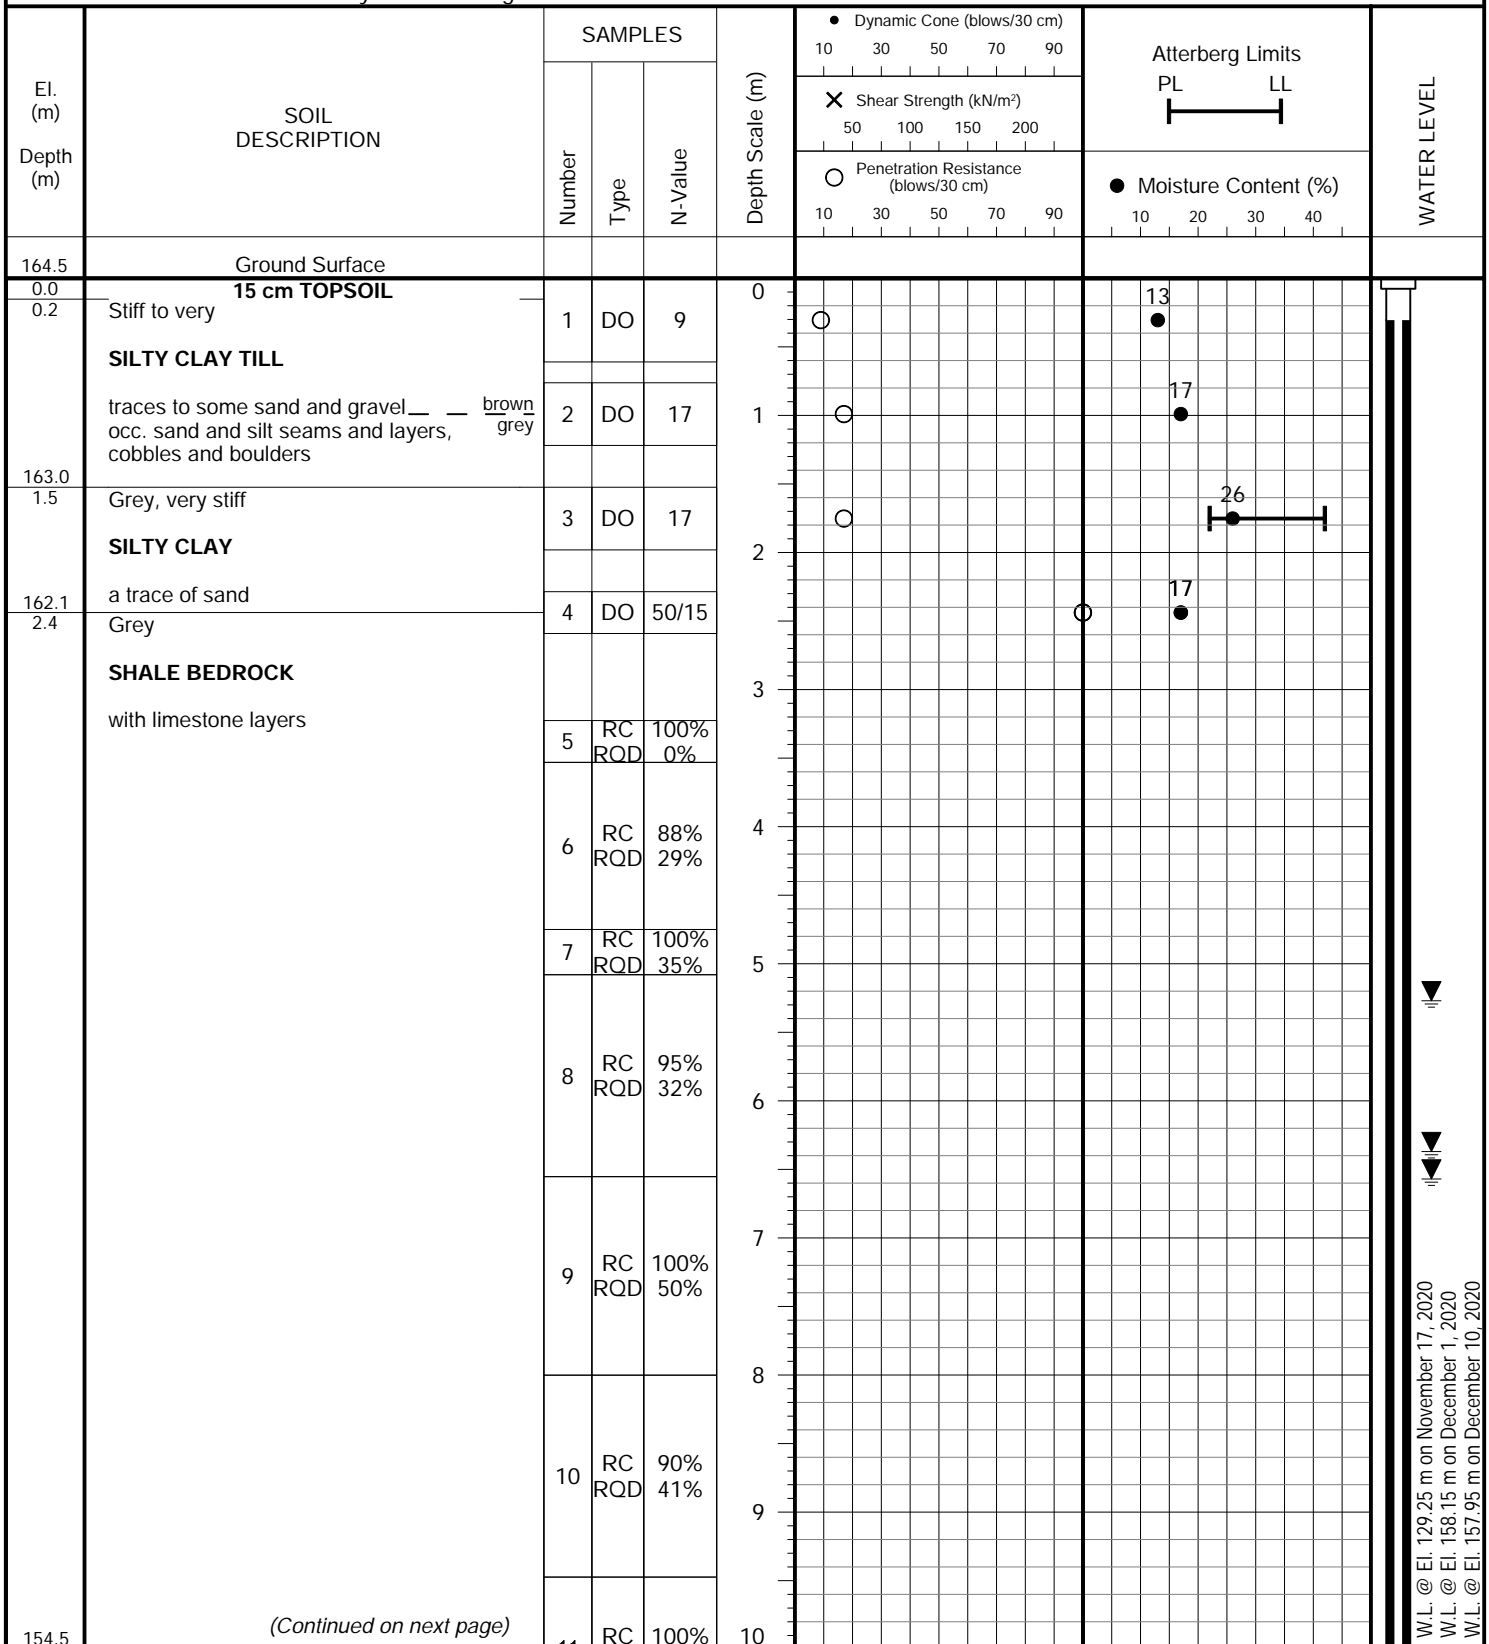 SAMPLES
El.
(m)
Depth
(m)
SOIL
DESCRIPTION
Number
Type
N-Value
Depth Scale (m)
Dynamic Cone (blows/30 cm)
10 30 50 70 90
Shear Strength (kN/m²)
50 100 150 200
Penetration Resistance
(blows/30 cm)
10 30 50 70 90
Atterberg Limits
PL LL
Moisture Content (%)
10 20 30 40
WATER LEVEL
164.5 Ground Surface
0.0 15 cm TOPSOIL 0
0.2 Stiff to very
1 DO 9 13
SILTY CLAY TILL
traces to some sand and gravel brown
occ. sand and silt seams and layers, grey
cobbles and boulders
2 DO 17 1 17
163.0
1.5 Grey, very stiff
3 DO 17 26
SILTY CLAY
2
a trace of sand
162.1
4 DO 50/15 17
2.4 Grey
SHALE BEDROCK
3
with limestone layers
5 RC 100%
RQD 0%
4
6 RC 88%
RQD 29%
7 RC 100%
RQD 35%
5
8 RC 95%
RQD 32%
6
7
9 RC 100%
RQD 50%
8
10 RC 90%
RQD 41%
9
W.L. @ El. 129.25 m on November 17, 2020
W.L. @ El. 158.15 m on December 1, 2020
W.L. @ El. 157.95 m on December 10, 2020
(Continued on next page)
154.5 RC 100% 10